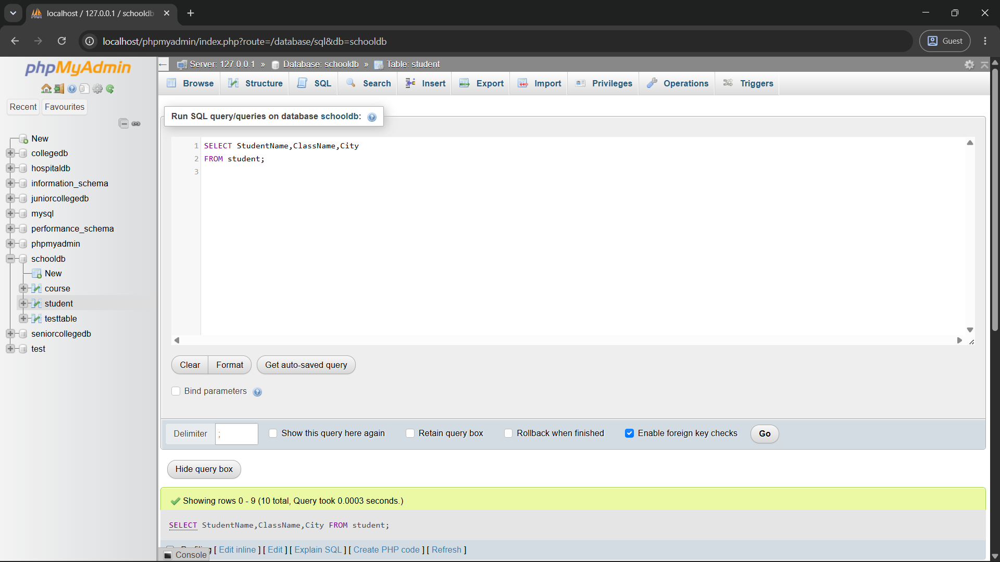 localhost / 127.0.0.1 / schooldb
localhost/phpmyadmin/index.php?route=/database/sql&db=schooldb
Guest
phpMyAdmin
Recent Favourites
New
collegedb
hospitaldb
information_schema
juniorcollegedb
mysql
performance_schema
phpmyadmin
schooldb
New
course
student
testtable
seniorcollegedb
test
Server: 127.0.0.1 » Database: schooldb » Table: student
Browse Structure SQL Search Insert Export Import Privileges Operations Triggers
Run SQL query/queries on database schooldb:
1 SELECT StudentName,ClassName,City
2 FROM student;
3
Clear Format Get auto-saved query
Bind parameters
Delimiter ; Show this query here again Retain query box Rollback when finished Enable foreign key checks Go
Hide query box
Showing rows 0 - 9 (10 total, Query took 0.0003 seconds.)
SELECT StudentName,ClassName,City FROM student;
[ Edit inline ] [ Edit ] [ Explain SQL ] [ Create PHP code ] [ Refresh ]
Console